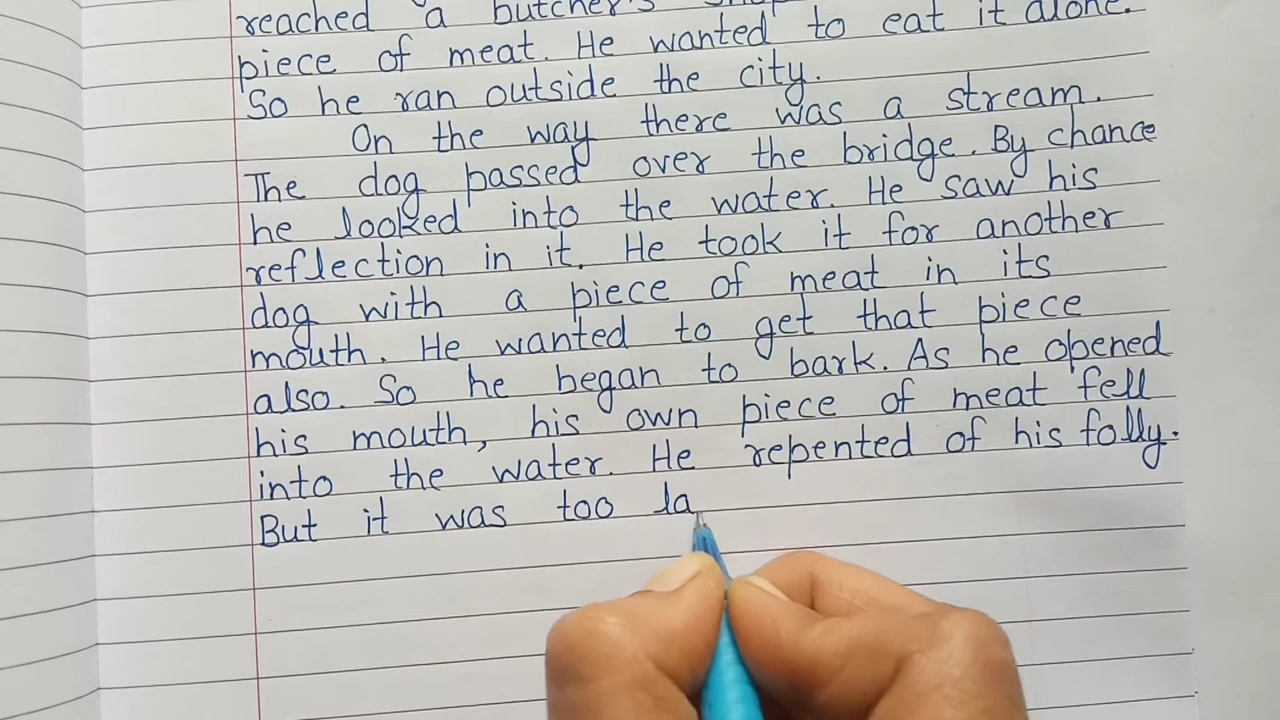 reached a butcher's
piece of meat. He wanted to eat it alone.
So he ran outside the city.
On the way there was a stream.
The dog passed over the bridge. By chance
he looked into the water. He saw his
reflection in it. He took it for another
dog with a piece of meat in its
mouth. He wanted to get that piece
also. So he began to bark. As he opened
his mouth, his own piece of meat fell
into the water. He repented of his folly.
But it was too la